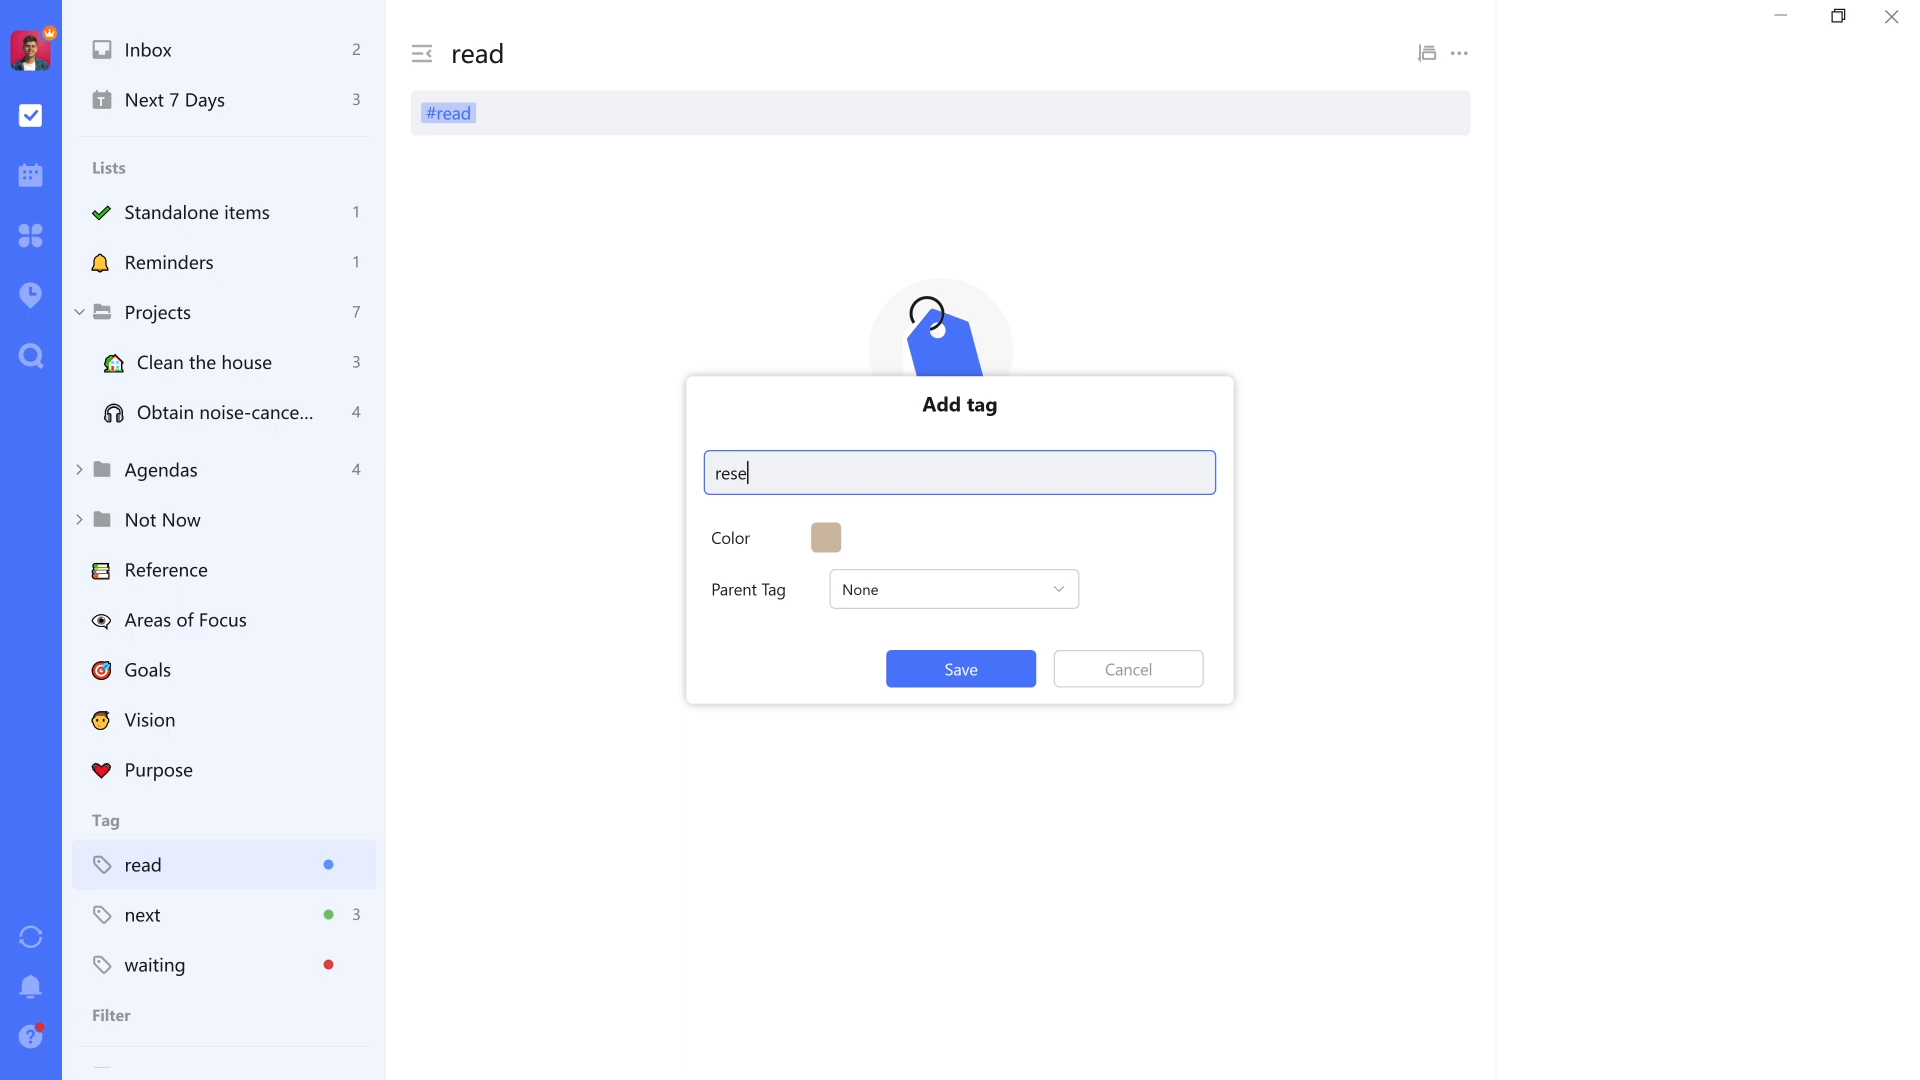 Inbox 2
Next 7 Days 3
Lists
Standalone items 1
Reminders 1
Projects 7
Clean the house 3
Obtain noise-cance... 4
Agendas 4
Not Now
Reference
Areas of Focus
Goals
Vision
Purpose
Tag
read
next 3
waiting
Filter
read
#read
Add tag
rese
Color
Parent Tag None
Save Cancel